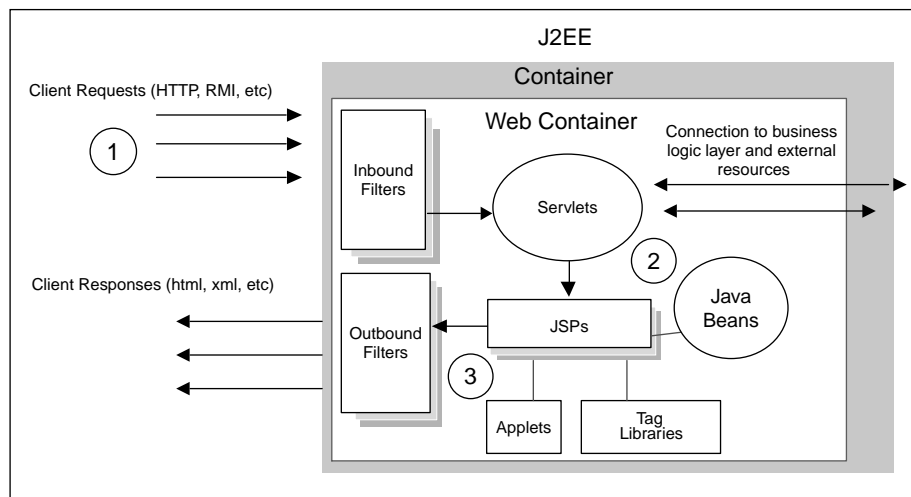 J2EE
Container
Client Requests (HTTP, RMI, etc)
1
Web Container
Connection to business
logic layer and external
resources
Inbound
Filters
Servlets
2
Client Responses (html, xml, etc)
Outbound
Filters
JSPs
Java
Beans
3
Applets
Tag
Libraries